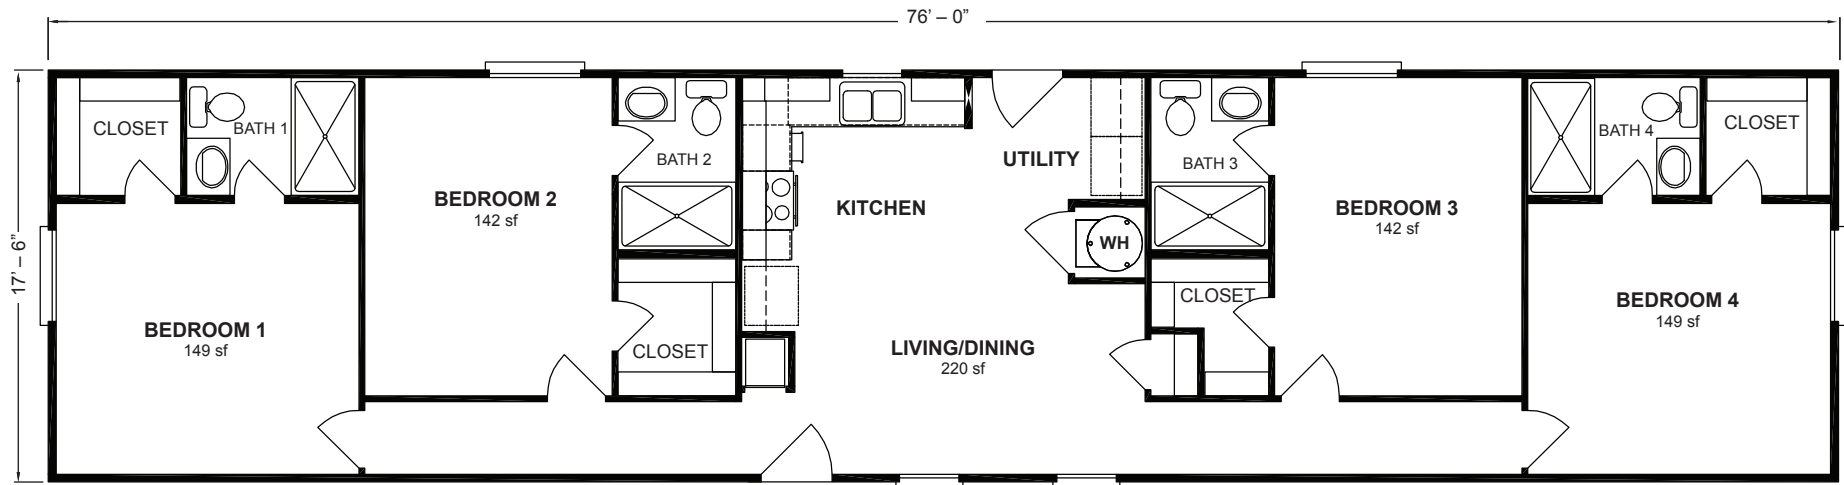 76’ – 0”
17’ – 6”
CLOSET
BATH 1
BEDROOM 1
149 sf
BEDROOM 2
142 sf
BATH 2
CLOSET
KITCHEN
UTILITY
WH
LIVING/DINING
220 sf
BATH 3
CLOSET
BEDROOM 3
142 sf
BATH 4
CLOSET
BEDROOM 4
149 sf